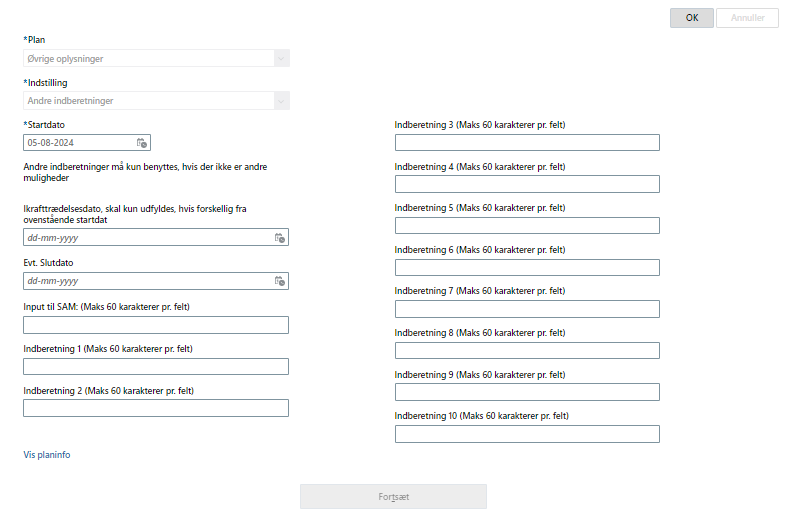 OK
Annuller
*Plan
Øvrige oplysninger
*Indstilling
Andre indberetninger
*Startdato
05-08-2024
Andre indberetninger må kun benyttes, hvis der ikke er andre
muligheder
Ikrafttrædelsesdato, skal kun udfyldes, hvis forskellig fra
ovenstående startdat
dd-mm-yyyy
Evt. Slutdato
dd-mm-yyyy
Input til SAM: (Maks 60 karakterer pr. felt)
Indberetning 1 (Maks 60 karakterer pr. felt)
Indberetning 2 (Maks 60 karakterer pr. felt)
Indberetning 3 (Maks 60 karakterer pr. felt)
Indberetning 4 (Maks 60 karakterer pr. felt)
Indberetning 5 (Maks 60 karakterer pr. felt)
Indberetning 6 (Maks 60 karakterer pr. felt)
Indberetning 7 (Maks 60 karakterer pr. felt)
Indberetning 8 (Maks 60 karakterer pr. felt)
Indberetning 9 (Maks 60 karakterer pr. felt)
Indberetning 10 (Maks 60 karakterer pr. felt)
Vis planinfo
Fortsæt